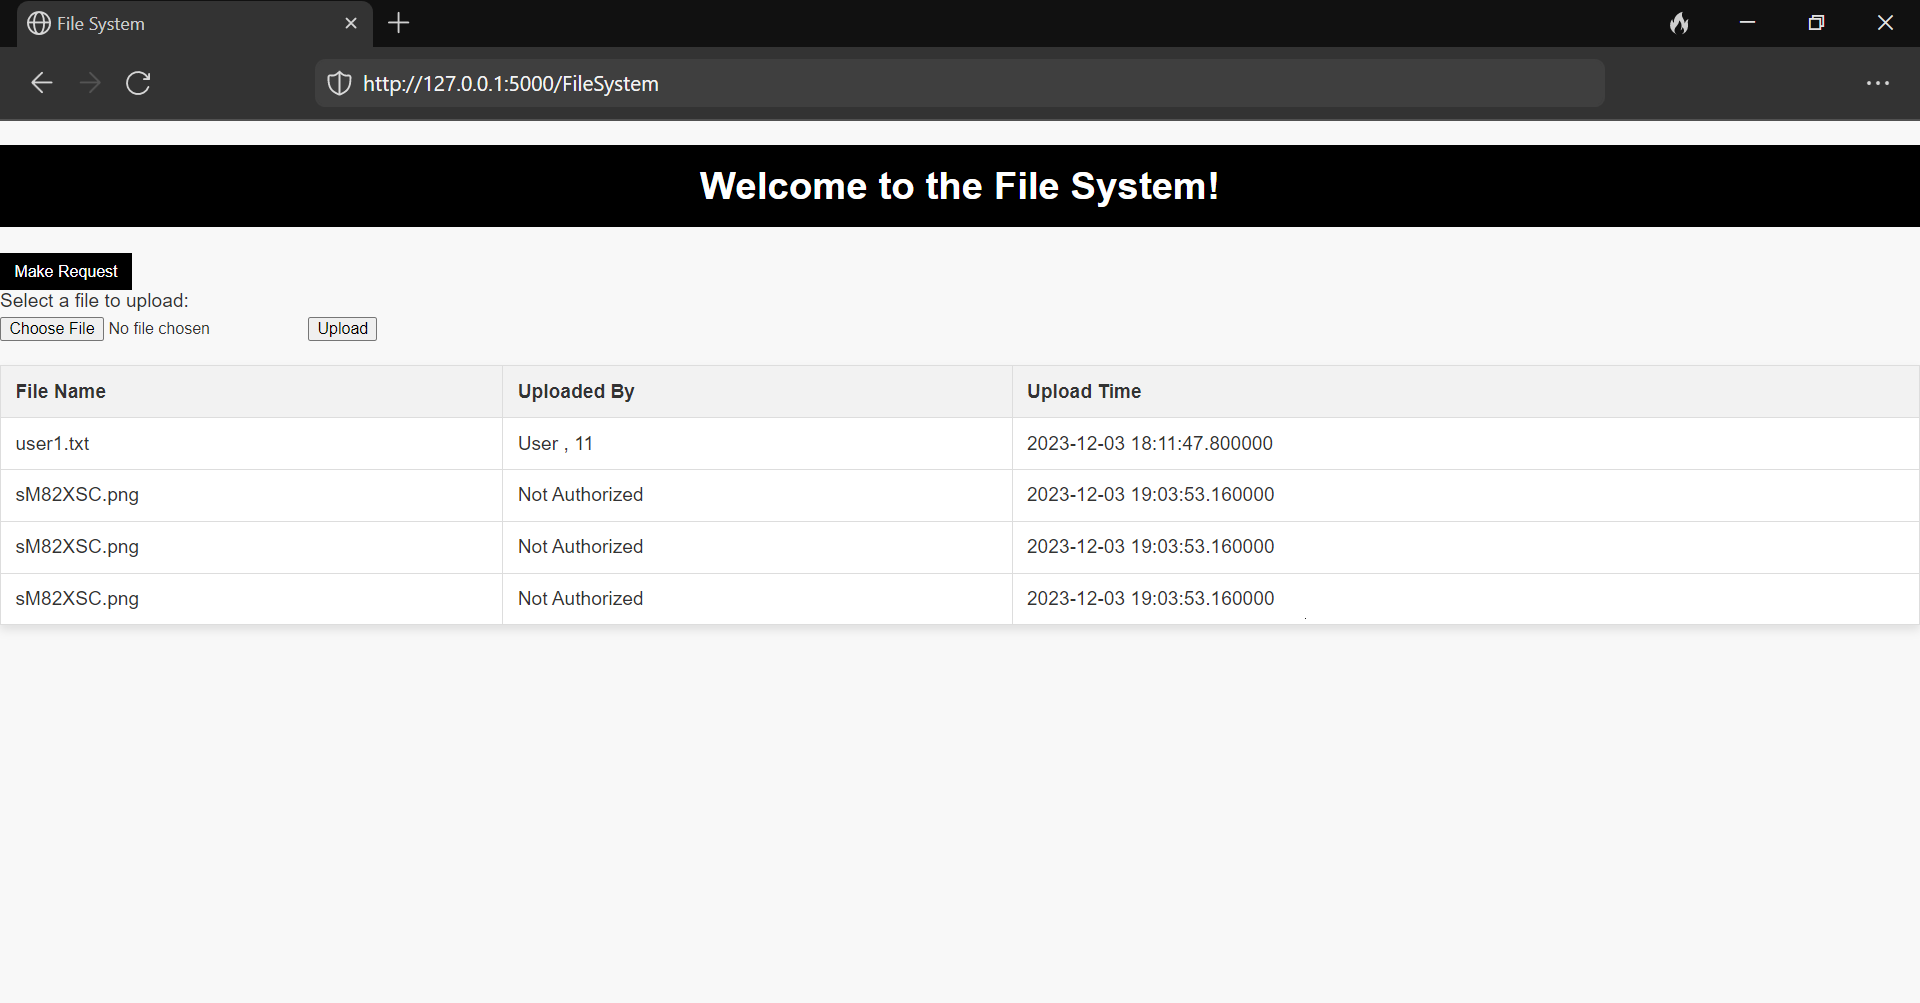 File System
http://127.0.0.1:5000/FileSystem
Welcome to the File System!
Make Request
Select a file to upload:
Choose File No file chosen Upload
File Name Uploaded By Upload Time
user1.txt User , 11 2023-12-03 18:11:47.800000
sM82XSC.png Not Authorized 2023-12-03 19:03:53.160000
sM82XSC.png Not Authorized 2023-12-03 19:03:53.160000
sM82XSC.png Not Authorized 2023-12-03 19:03:53.160000